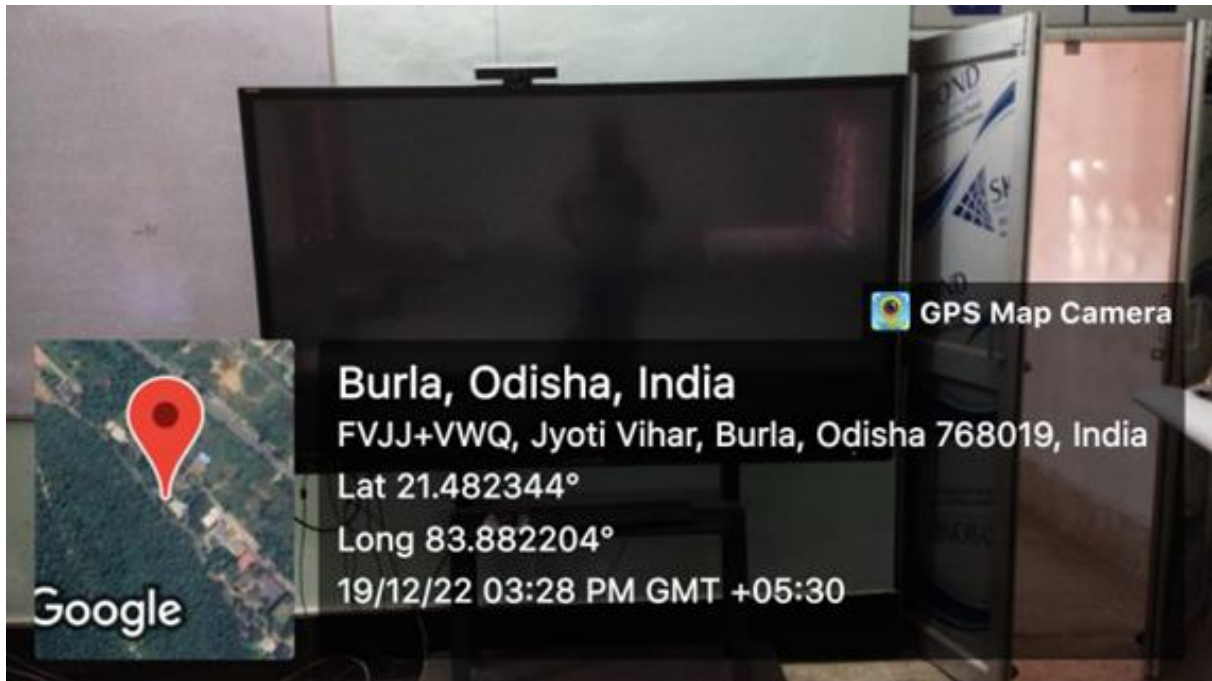 GPS Map Camera
Burla, Odisha, India
FVJJ+VWQ, Jyoti Vihar, Burla, Odisha 768019, India
Lat 21.482344°
Long 83.882204°
19/12/22 03:28 PM GMT +05:30
Google